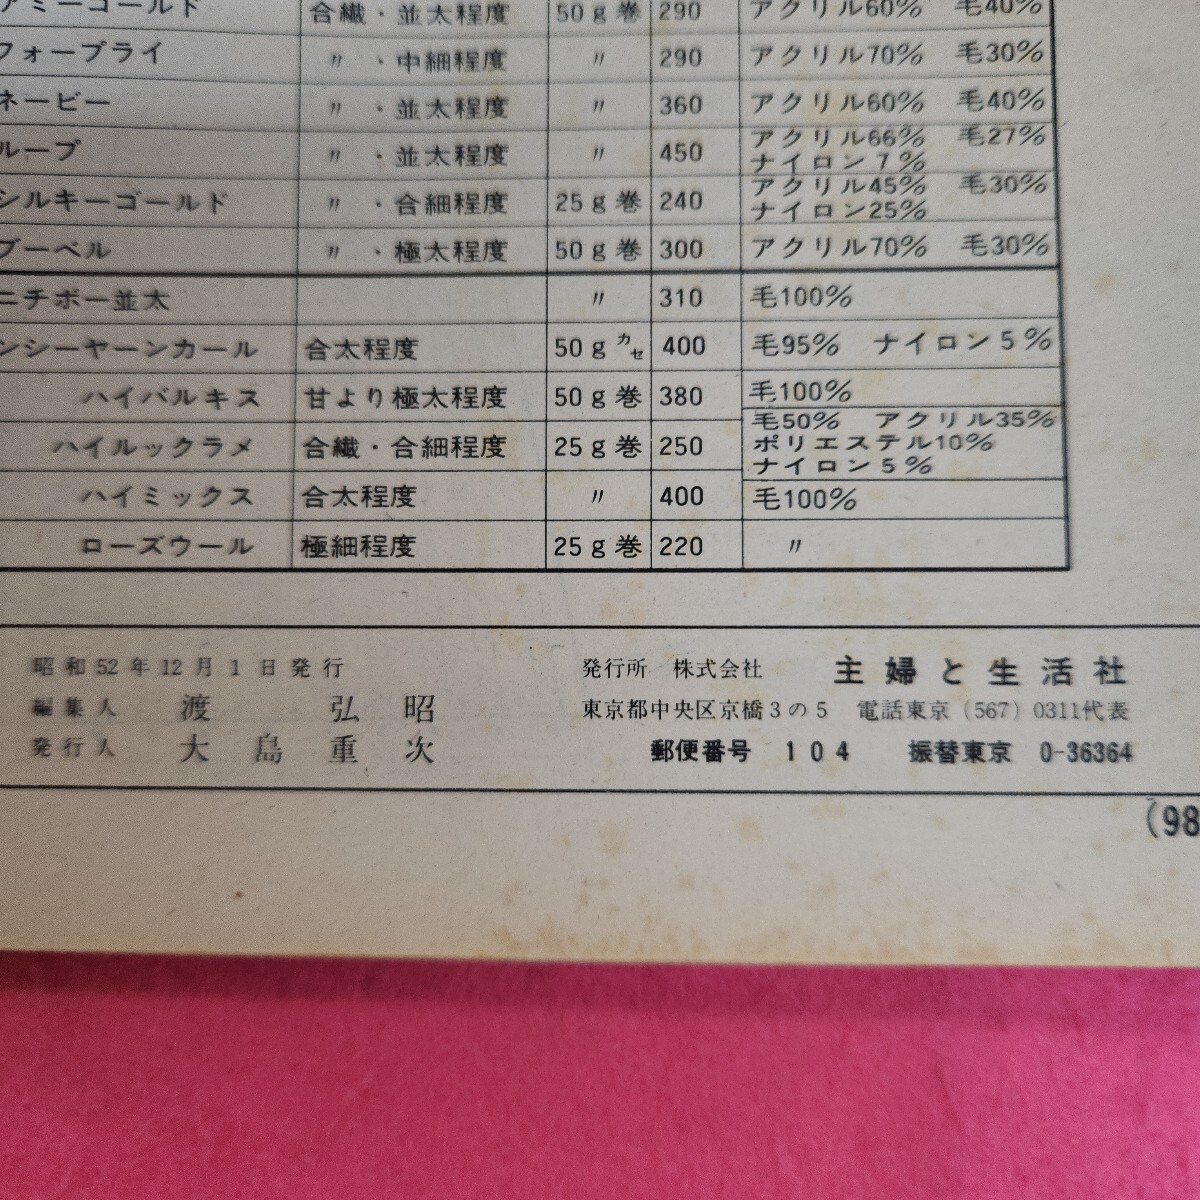 アミーゴールド 合繊・並太程度 50g巻 290 アクリル60% 毛40%
フォープライ 〃・中細程度 〃 290 アクリル70% 毛30%
ネービー 〃・並太程度 〃 360 アクリル60% 毛40%
ループ 〃・並太程度 〃 450 アクリル66% 毛27%
ナイロン7%
シルキーゴールド 〃・合細程度 25g巻 240 アクリル45% 毛30%
ナイロン25%
ブーベル 〃・極太程度 50g巻 300 アクリル70% 毛30%
ニチボー並太 〃 310 毛100%
ンシーヤーンカール 合太程度 50gカセ 400 毛95% ナイロン5%
ハイバルキス 甘より極太程度 50g巻 380 毛100%
ハイルックラメ 合繊・合細程度 25g巻 250 毛50% アクリル35%
ポリエステル10%
ナイロン5%
ハイミックス 合太程度 〃 400 毛100%
ローズウール 極細程度 25g巻 220 〃
昭和52年12月1日発行
編集人 渡 弘昭
発行人 大島重次
発行所 株式会社 主婦と生活社
東京都中央区京橋3の5 電話東京(567)0311代表
郵便番号 104 振替東京 0-36364
(98